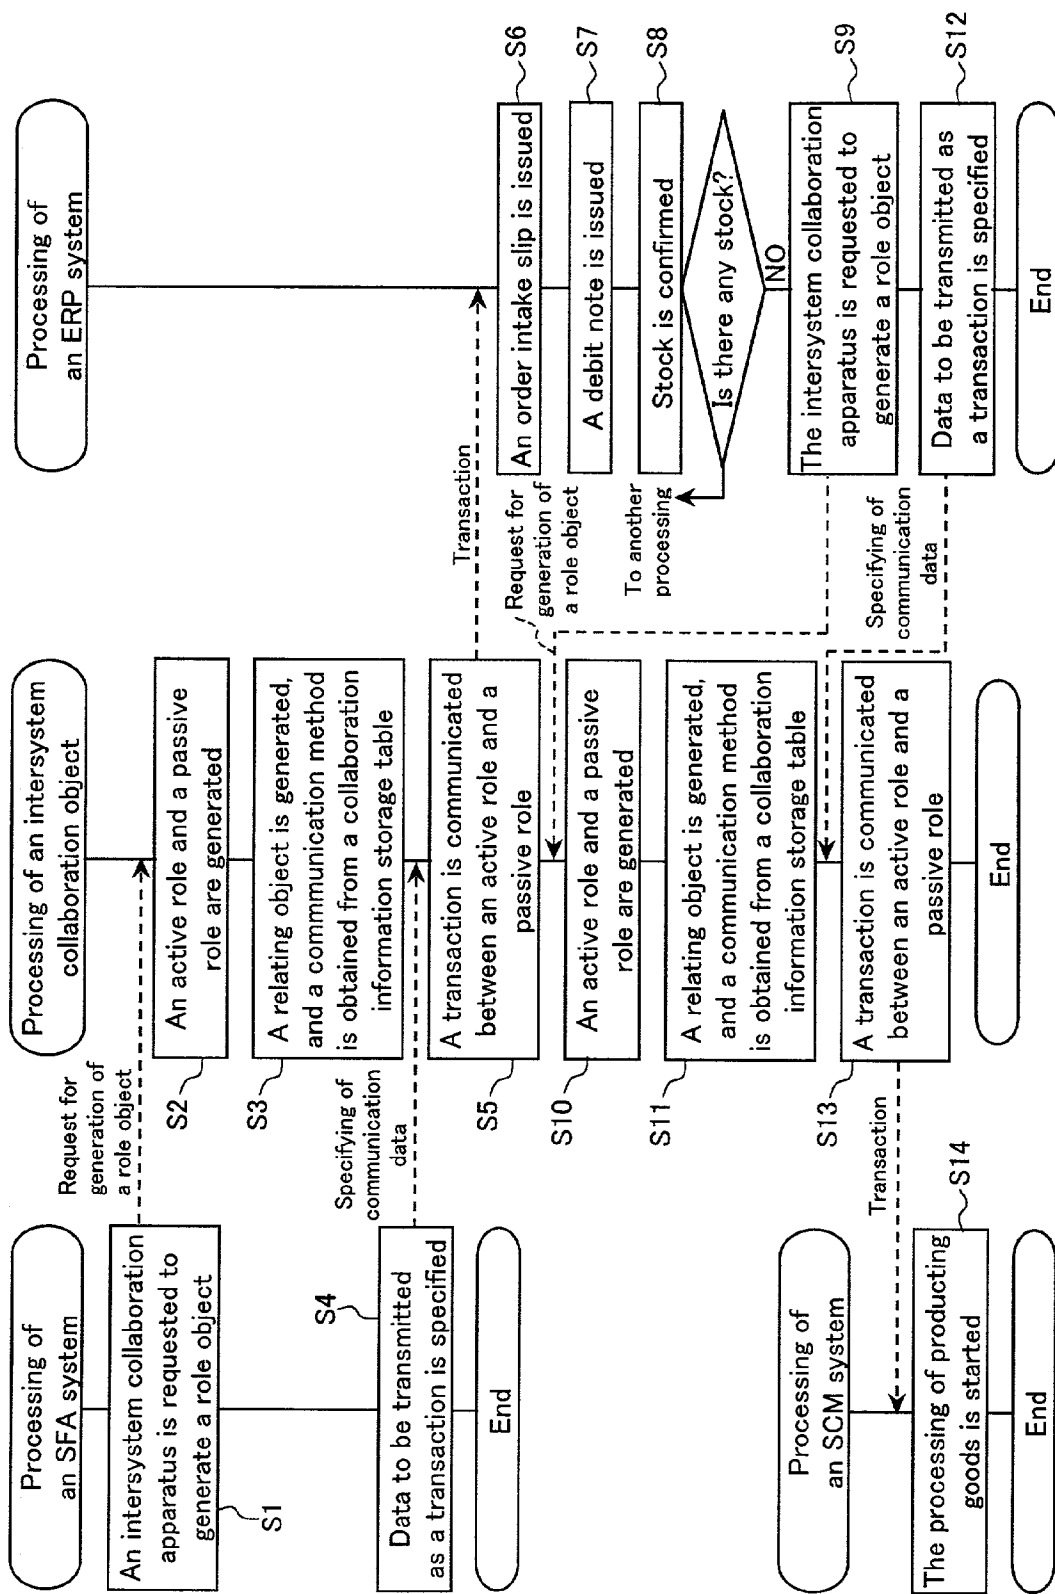 Processing of
an SFA system
An intersystem collaboration
apparatus is requested to
generate a role object
S1
Request for
generation of
a role object
S4
Data to be transmitted
as a transaction is specified
Specifying of
communication
data
End
Processing of
an SCM system
Transaction
S14
The processing of producting
goods is started
End
Processing of an intersystem
collaboration object
An active role and a passive
role are generated
S2
A relating object is generated,
and a commmunication method
is obtained from a collaboration
information storage table
S3
A transaction is communicated
between an active role and a
passive role
S5
An active role and a passive
role are generated
S10
A relating object is generated,
and a communication method
is obtained from a collaboration
information storage table
S11
A transaction is communicated
between an active role and a
passive role
S13
End
Processing of
an ERP system
Transaction
An order intake slip is issued
S6
Request for
generation of
a role object
A debit note is issued
S7
Stock is confirmed
S8
Is there any stock?
To another
processing
NO
The intersystem collaboration
apparatus is requested to
generate a role object
S9
Specifying of
communication
data
Data to be transmitted as
a transaction is specified
S12
End